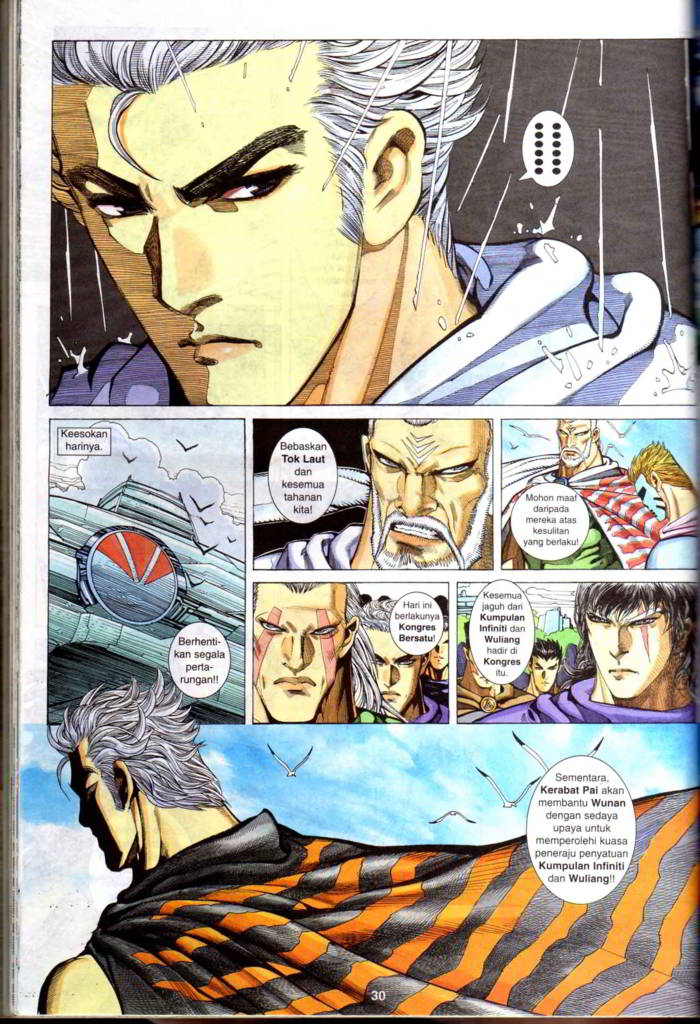 Keesokan
harinya.
Bebaskan
Tok Laut
dan
kesemua
tahanan
kita!
Mohon maaf
daripada
mereka atas
kesulitan
yang berlaku!
Berhenti-
kan segala
perta-
rungan!!
Hari ini
berlakunya
Kongres
Bersatu!
Kesemua
jaguh dari
Kumpulan
Infiniti dan
Wuliang
hadir di
Kongres
itu.
Sementara,
Kerabat Pai akan
membantu Wunan
dengan sedaya
upaya untuk
memperolehi kuasa
peneraju penyatuan
Kumpulan Infiniti
dan Wuliang!!
30